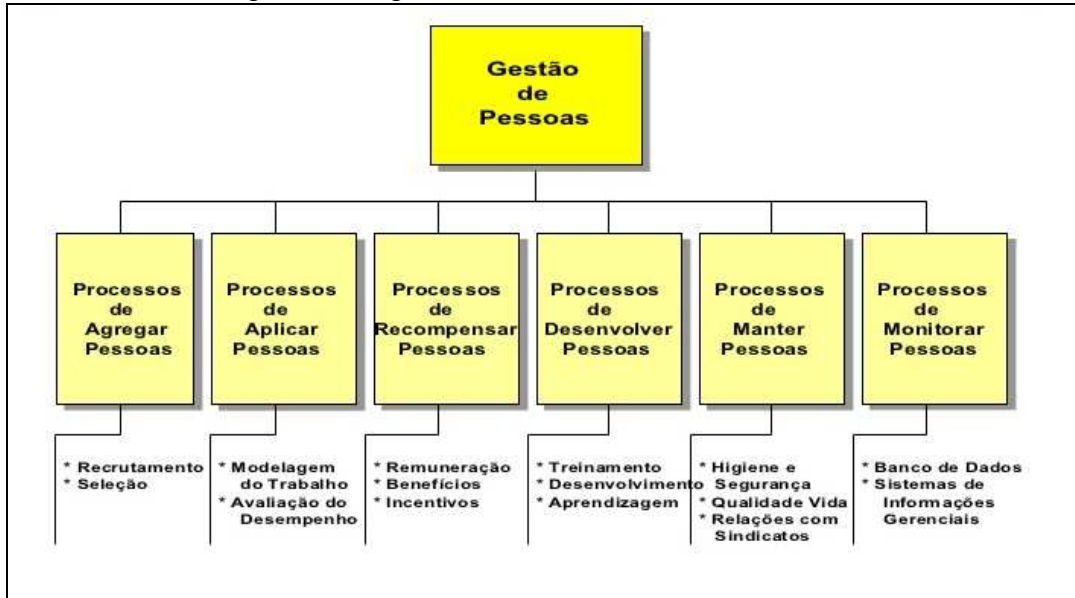 Gestão
de
Pessoas
Processos
de
Agregar
Pessoas
Processos
de
Aplicar
Pessoas
Processos
de
Recompensar
Pessoas
Processos
de
Desenvolver
Pessoas
Processos
de
Manter
Pessoas
Processos
de
Monitorar
Pessoas
* Recrutamento
* Seleção
* Modelagem
do Trabalho
* Avaliação do
Desempenho
* Remuneração
* Benefícios
* Incentivos
* Treinamento
* Desenvolvimento
* Aprendizagem
* Higiene e
Segurança
* Qualidade Vida
* Relações com
Sindicatos
* Banco de Dados
* Sistemas de
Informações
Gerenciais